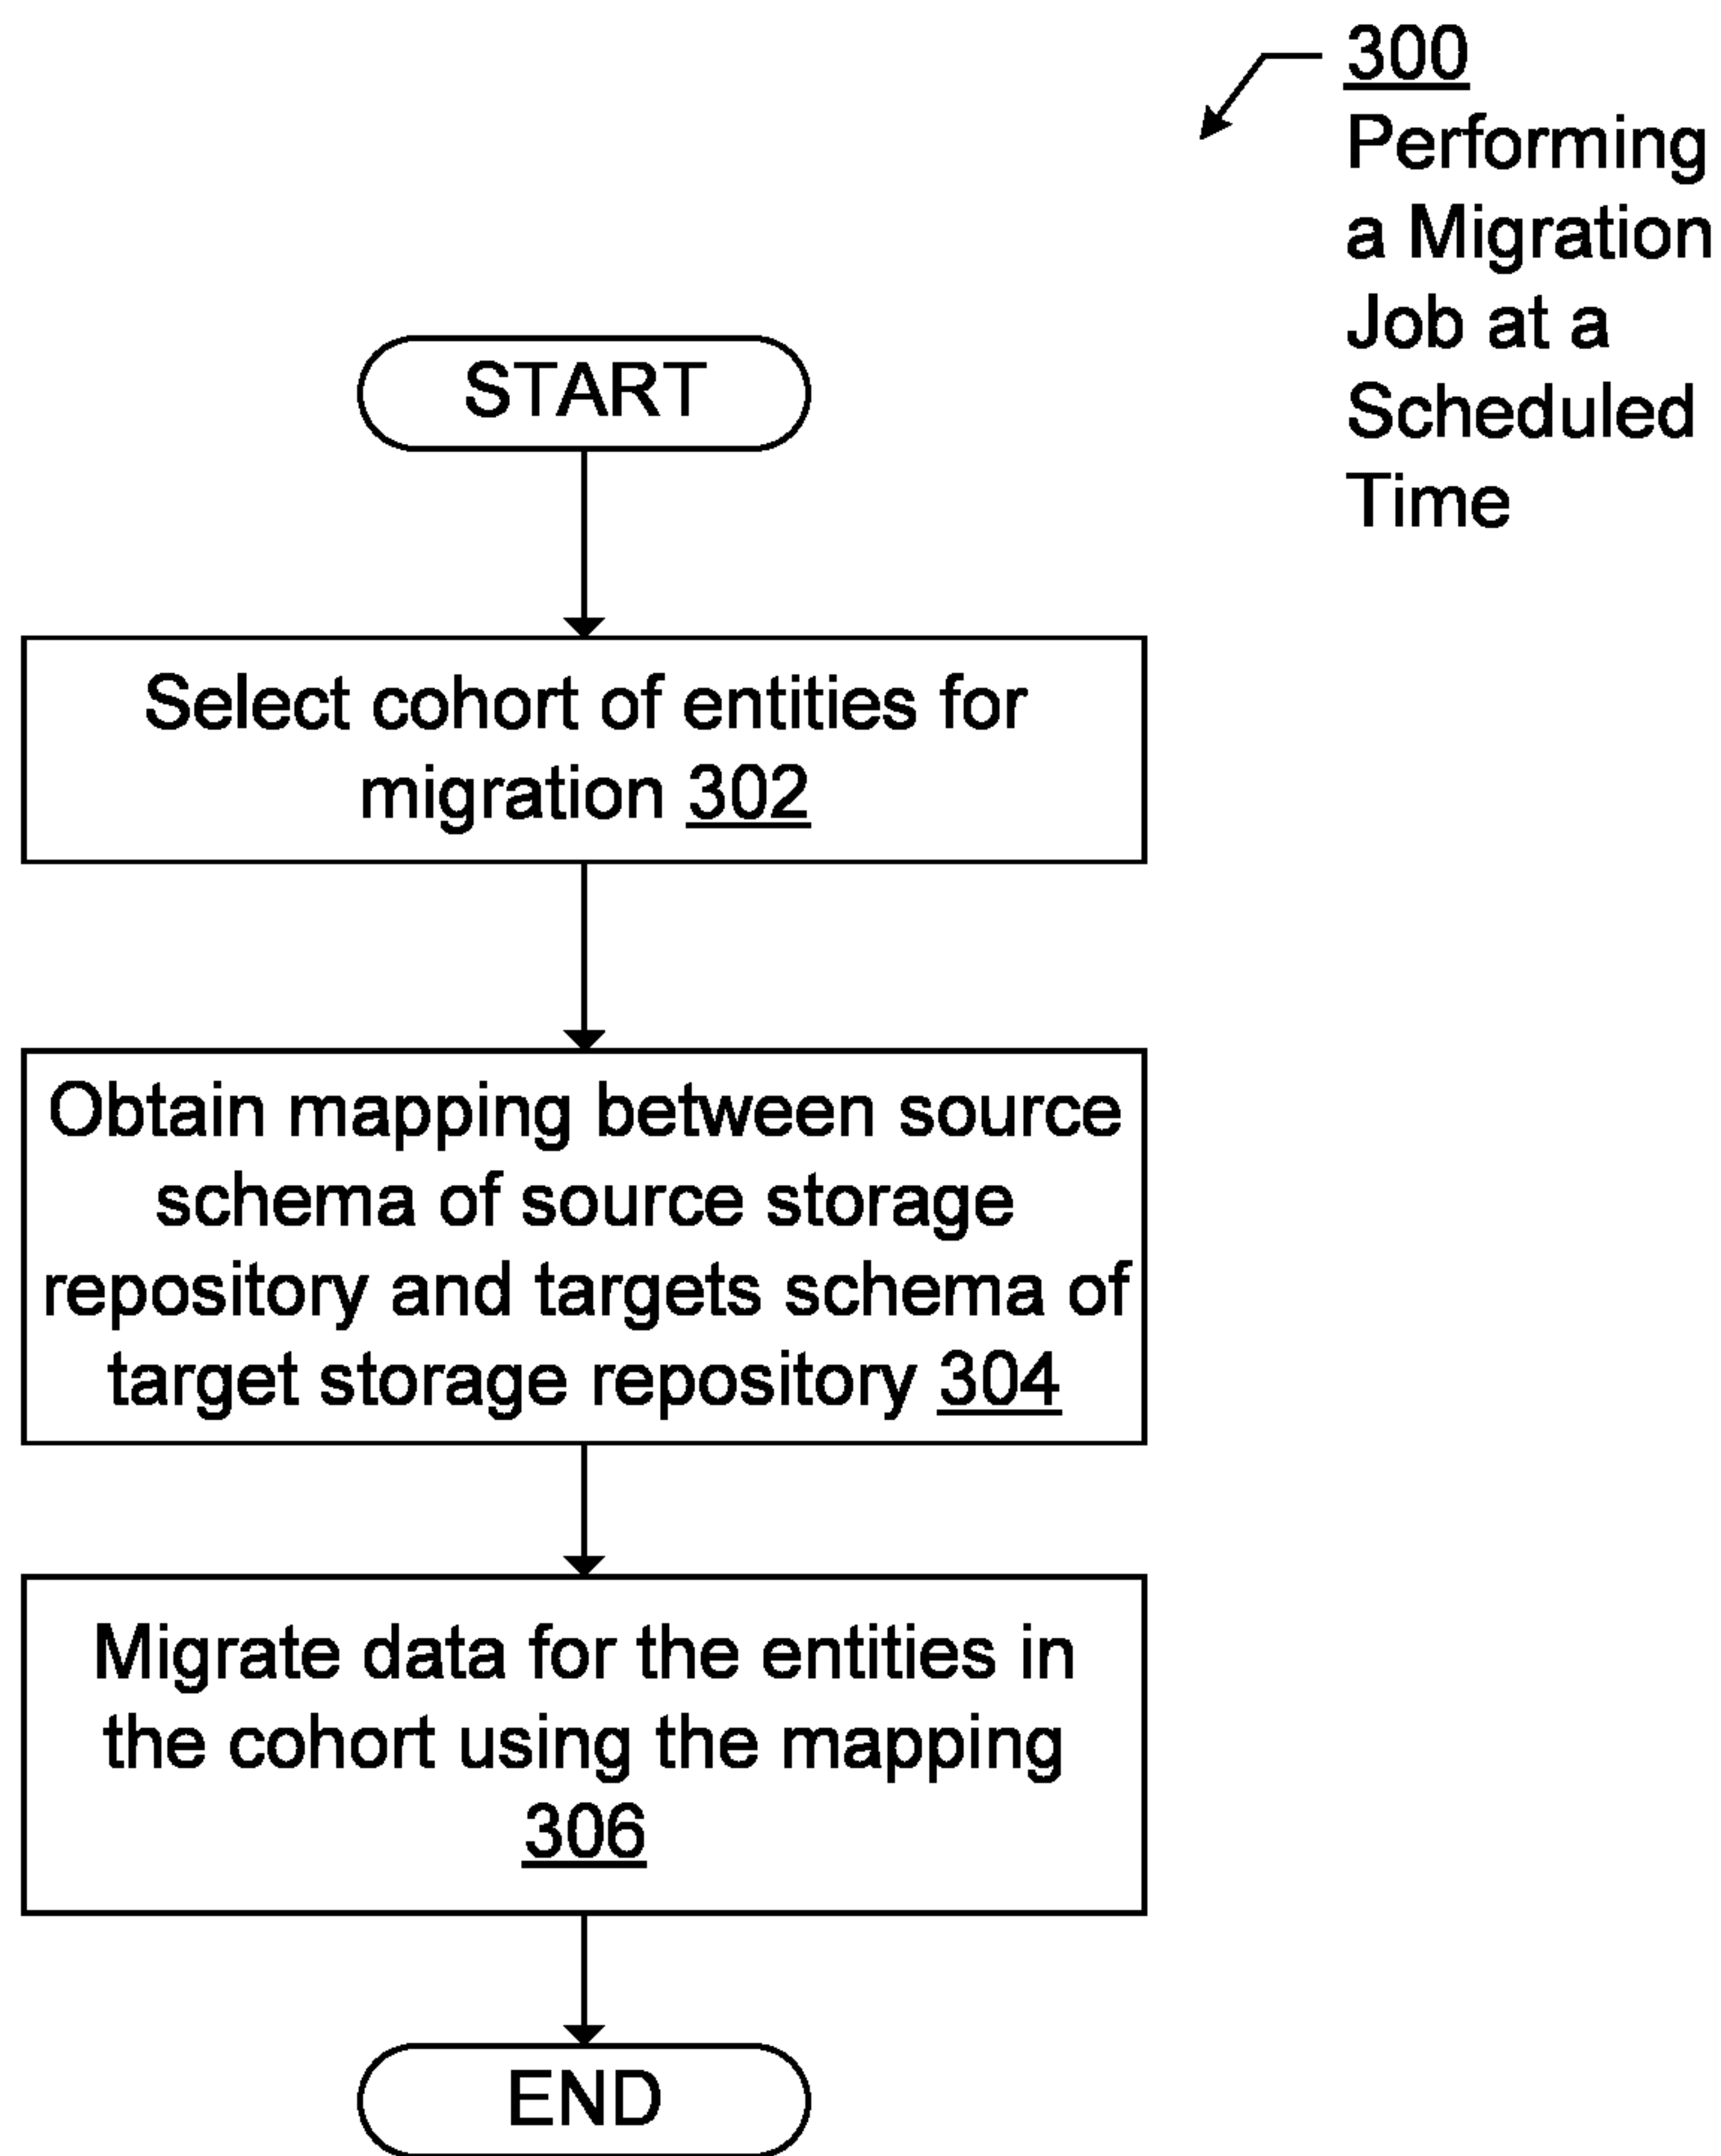 300
Performing
a Migration
Job at a
Scheduled
Time
START
Select cohort of entities for
migration 302
Obtain mapping between source
schema of source storage
repository and targets schema of
target storage repository 304
Migrate data for the entities in
the cohort using the mapping
306
END